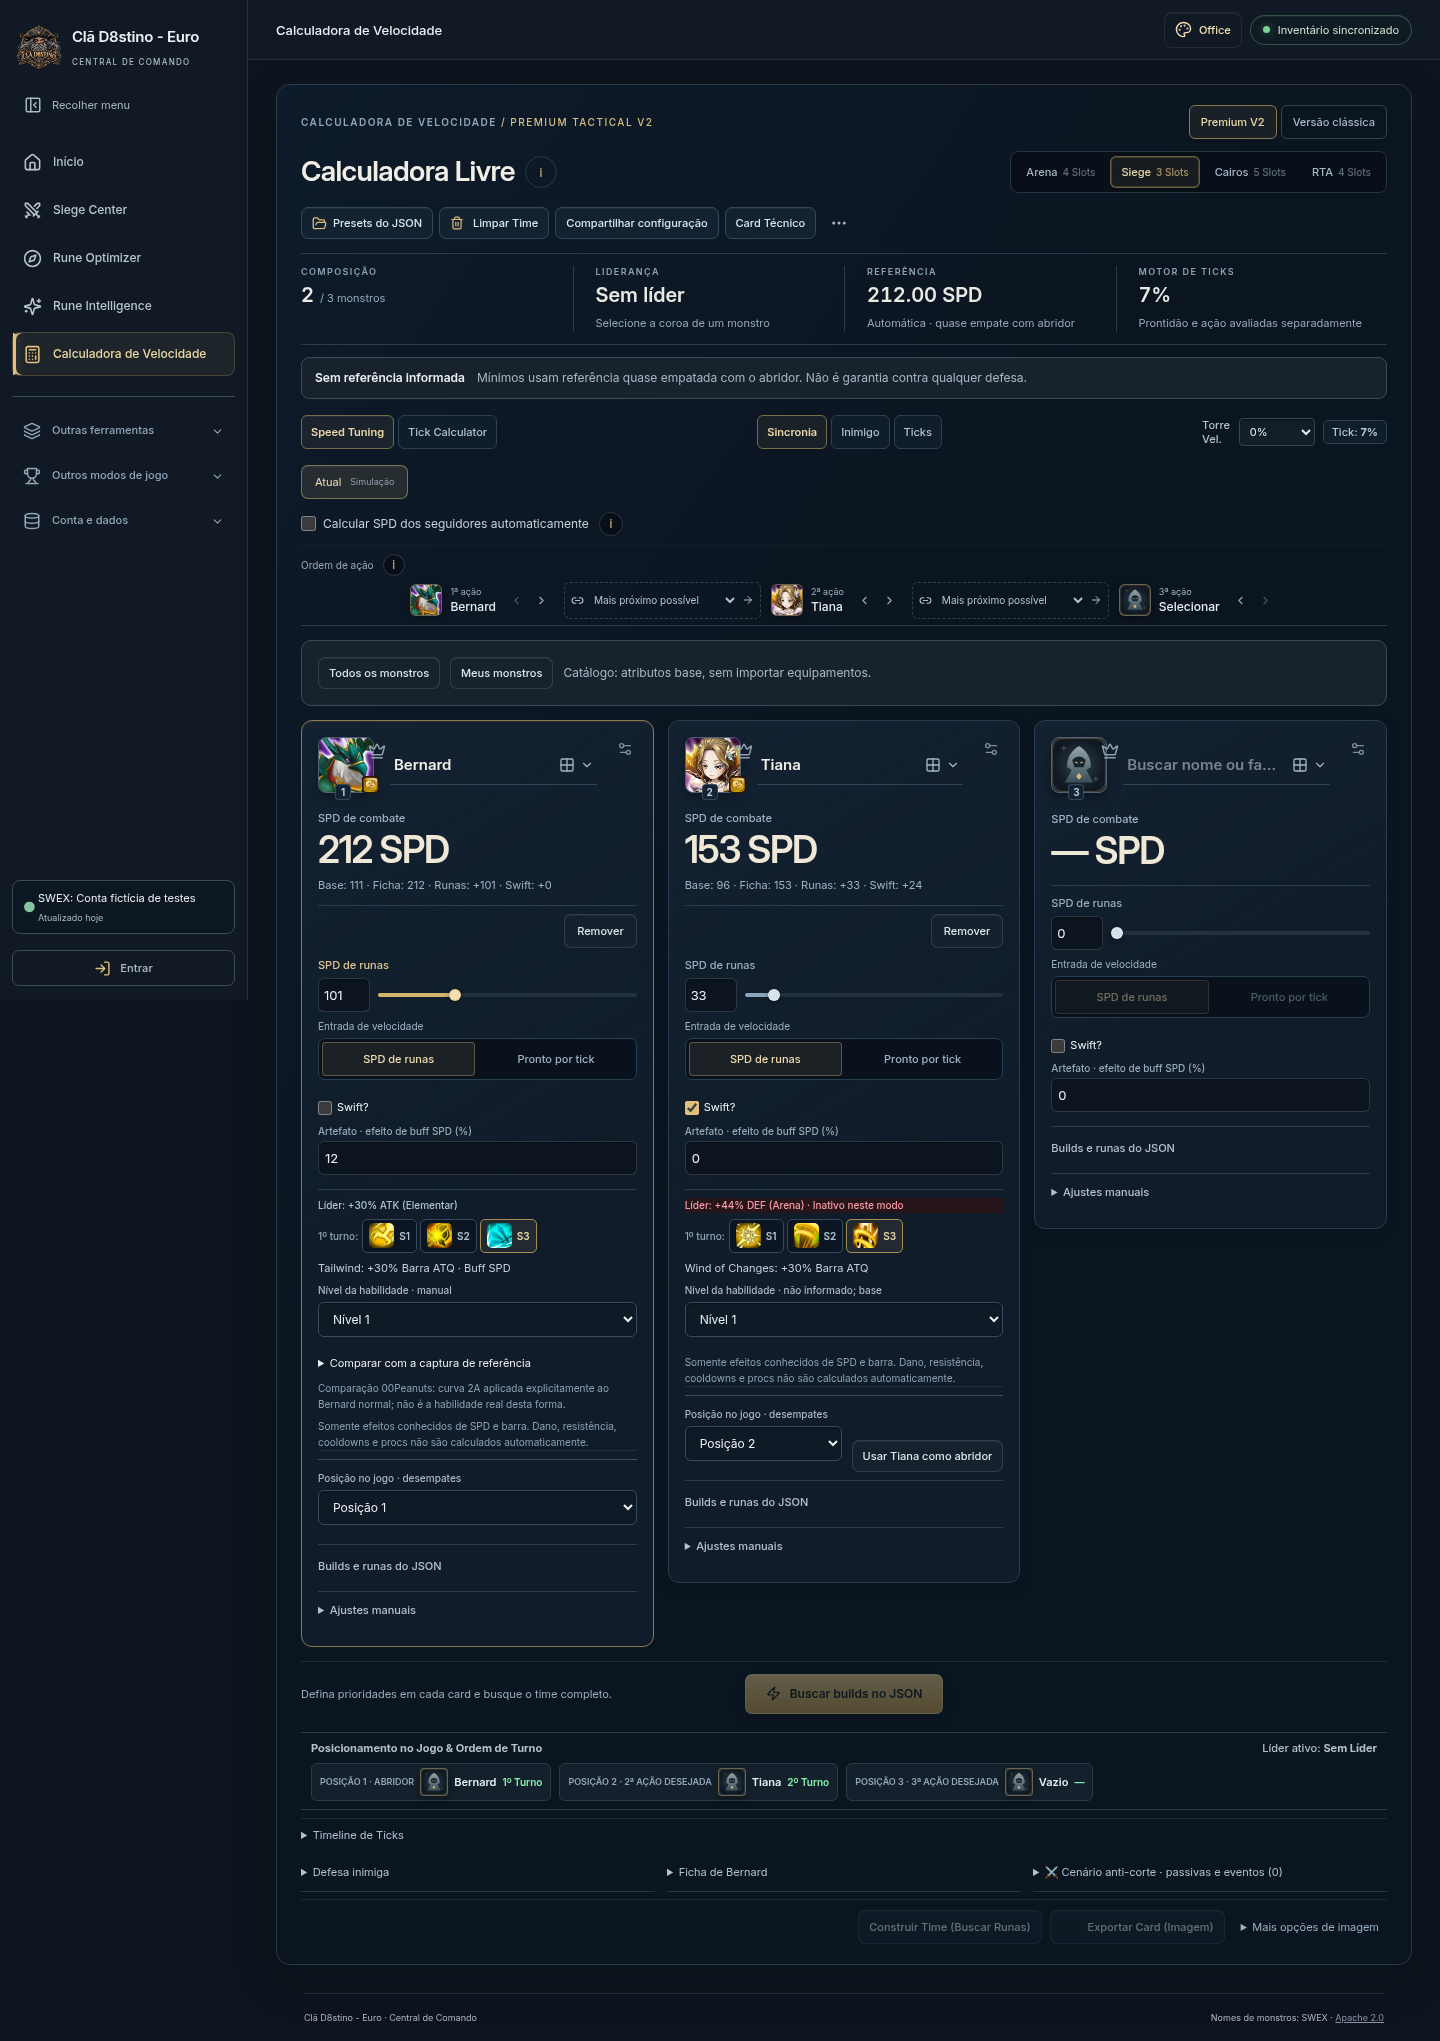 Clã D8stino - Euro
CENTRAL DE COMANDO
Recolher menu
Início
Siege Center
Rune Optimizer
Rune Intelligence
Calculadora de Velocidade
Outras ferramentas
Outros modos de jogo
Conta e dados
SWEX: Conta fictícia de testes
Atualizado hoje
Entrar
Calculadora de Velocidade
Office
Inventário sincronizado
CALCULADORA DE VELOCIDADE / PREMIUM TACTICAL V2
Premium V2 Versão clássica
Calculadora Livre i
Arena 4 Slots Siege 3 Slots Cairos 5 Slots RTA 4 Slots
Presets do JSON Limpar Time Compartilhar configuração Card Técnico •••
COMPOSIÇÃO
2 / 3 monstros
LIDERANÇA
Sem líder
Selecione a coroa de um monstro
REFERÊNCIA
212.00 SPD
Automática · quase empate com abridor
MOTOR DE TICKS
7%
Prontidão e ação avaliadas separadamente
Sem referência informada Mínimos usam referência quase empatada com o abridor. Não é garantia contra qualquer defesa.
Speed Tuning Tick Calculator
Sincronia Inimigo Ticks
Torre
Vel.
0%
Tick: 7%
Atual Simulação
Calcular SPD dos seguidores automaticamente i
Ordem de ação i
1ª ação
Bernard
Mais próximo possível
2ª ação
Tiana
Mais próximo possível
3ª ação
Selecionar
Todos os monstros Meus monstros Catálogo: atributos base, sem importar equipamentos.
Bernard
1
SPD de combate
212 SPD
Base: 111 · Ficha: 212 · Runas: +101 · Swift: +0
Remover
SPD de runas
101
Entrada de velocidade
SPD de runas Pronto por tick
Swift?
Artefato · efeito de buff SPD (%)
12
Líder: +30% ATK (Elementar)
1º turno: S1 S2 S3
Tailwind: +30% Barra ATQ · Buff SPD
Nível da habilidade · manual
Nível 1
Comparar com a captura de referência
Comparação 00Peanuts: curva 2A aplicada explicitamente ao
Bernard normal; não é a habilidade real desta forma.
Somente efeitos conhecidos de SPD e barra. Dano, resistência,
cooldowns e procs não são calculados automaticamente.
Posição no jogo · desempates
Posição 1
Builds e runas do JSON
Ajustes manuais
Tiana
2
SPD de combate
153 SPD
Base: 96 · Ficha: 153 · Runas: +33 · Swift: +24
Remover
SPD de runas
33
Entrada de velocidade
SPD de runas Pronto por tick
Swift?
Artefato · efeito de buff SPD (%)
0
Líder: +44% DEF (Arena) · Inativo neste modo
1º turno: S1 S2 S3
Wind of Changes: +30% Barra ATQ
Nível da habilidade · não informado; base
Nível 1
Somente efeitos conhecidos de SPD e barra. Dano, resistência,
cooldowns e procs não são calculados automaticamente.
Posição no jogo · desempates
Posição 2
Usar Tiana como abridor
Builds e runas do JSON
Ajustes manuais
Buscar nome ou fa...
3
SPD de combate
— SPD
SPD de runas
0
Entrada de velocidade
SPD de runas Pronto por tick
Swift?
Artefato · efeito de buff SPD (%)
0
Builds e runas do JSON
Ajustes manuais
Defina prioridades em cada card e busque o time completo.
Buscar builds no JSON
Posicionamento no Jogo & Ordem de Turno
Líder ativo: Sem Líder
POSIÇÃO 1 · ABRIDOR Bernard 1º Turno
POSIÇÃO 2 · 2ª AÇÃO DESEJADA Tiana 2º Turno
POSIÇÃO 3 · 3ª AÇÃO DESEJADA Vazio —
Timeline de Ticks
Defesa inimiga
Ficha de Bernard
Cenário anti-corte · passivas e eventos (0)
Construir Time (Buscar Runas) Exportar Card (Imagem) Mais opções de imagem
Clã D8stino - Euro · Central de Comando
Nomes de monstros: SWEX · Apache 2.0